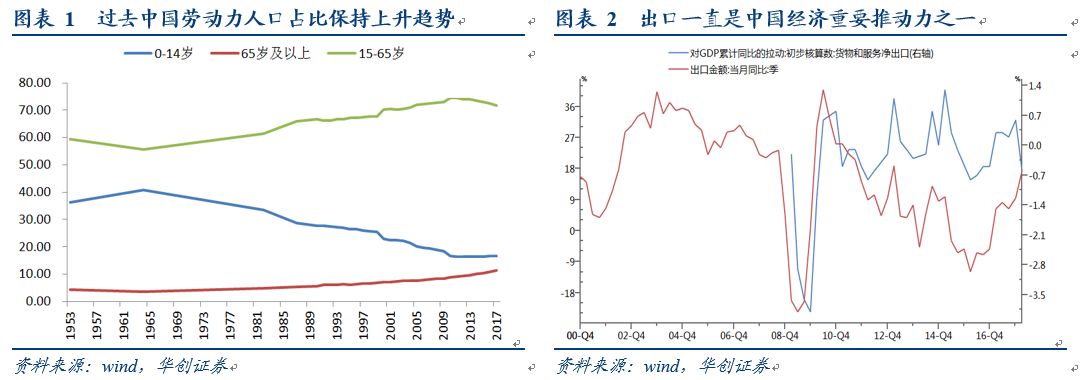 图表 1 过去中国劳动力人口占比保持上升趋势
0-14岁 65岁及以上 15-65岁
80.00
70.00
60.00
50.00
40.00
30.00
20.00
10.00
0.00
1953 1957 1961 1965 1969 1973 1977 1981 1985 1989 1993 1997 2001 2005 2009 2013 2017
资料来源：wind，华创证券
图表 2 出口一直是中国经济重要推动力之一
对GDP累计同比的拉动:初步核算数:货物和服务净出口(右轴)
出口金额:当月同比:季
% %
36
27
18
9
0
-9
-18
1.4
0.7
0.0
-0.7
-1.4
-2.1
-2.8
-3.5
00-Q4 02-Q4 04-Q4 06-Q4 08-Q4 10-Q4 12-Q4 14-Q4 16-Q4
资料来源：wind，华创证券